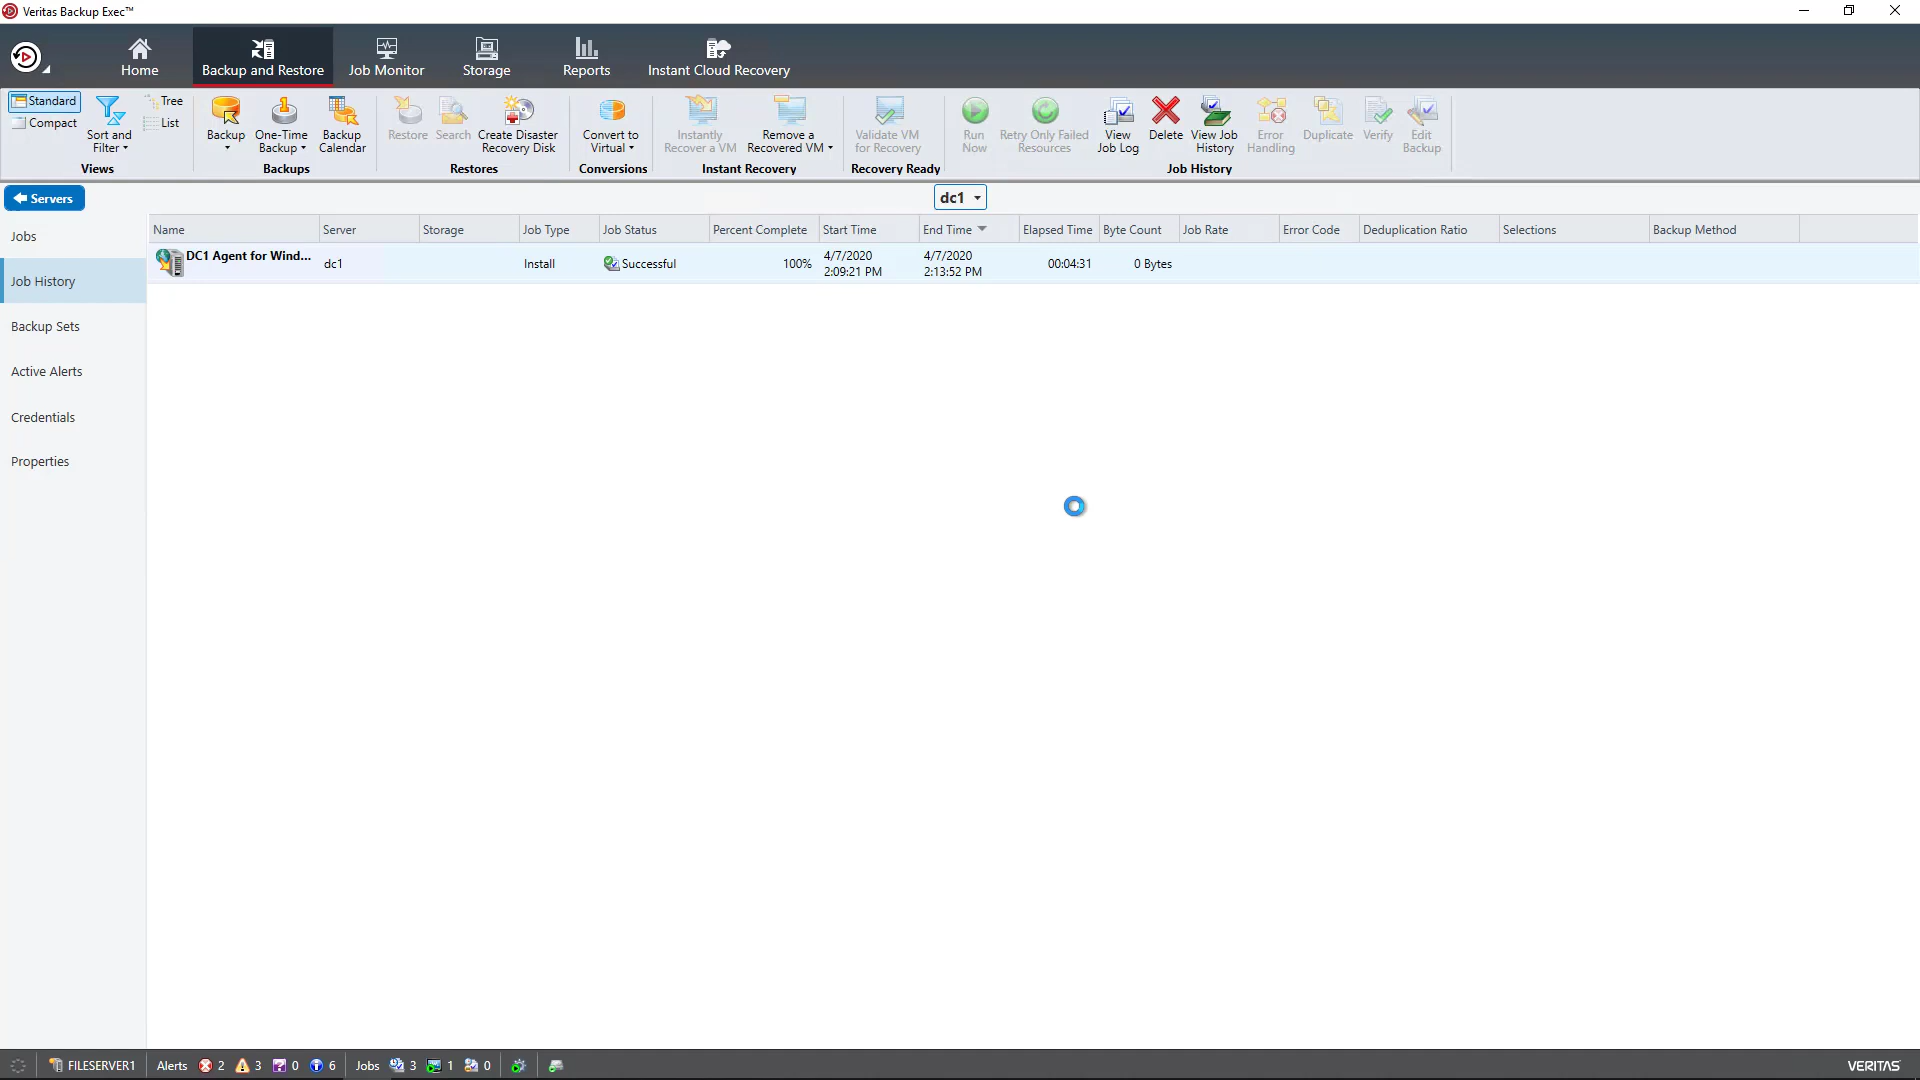 Veritas Backup Exec™
Home
Backup and Restore
Job Monitor
Storage
Reports
Instant Cloud Recovery
Standard
Compact
Sort and
Filter
Tree
List
Views
Backup
One-Time
Backup
Backup
Calendar
Backups
Restore
Search
Create Disaster
Recovery Disk
Restores
Convert to
Virtual
Conversions
Instantly
Recover a VM
Remove a
Recovered VM
Instant Recovery
Validate VM
for Recovery
Recovery Ready
Run
Now
Retry Only Failed
Resources
View
Job Log
Delete
View Job
History
Error
Handling
Duplicate
Verify
Edit
Backup
Job History
Servers
dc1
Jobs
Job History
Backup Sets
Active Alerts
Credentials
Properties
Name Server Storage Job Type Job Status Percent Complete Start Time End Time Elapsed Time Byte Count Job Rate Error Code Deduplication Ratio Selections Backup Method
DC1 Agent for Wind... dc1 Install Successful 100% 4/7/2020 4/7/2020 00:04:31 0 Bytes
2:09:21 PM 2:13:52 PM
FILESERVER1 Alerts 2 3 0 6 Jobs 3 1 0
VERITAS